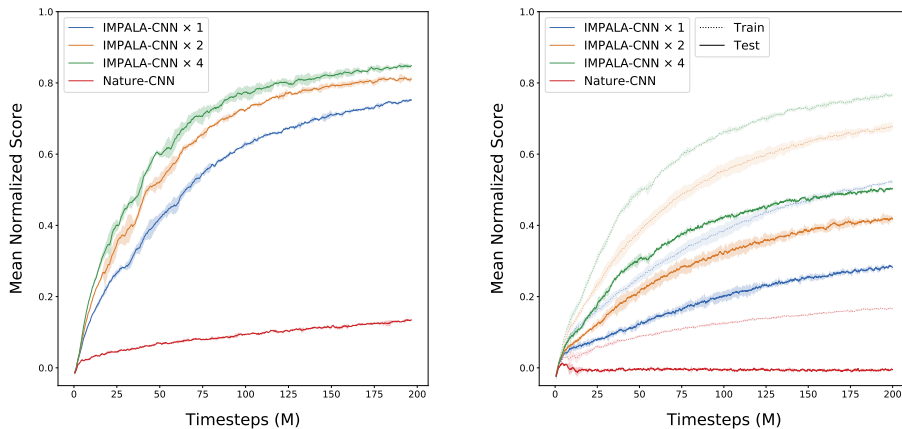 IMPALA-CNN × 1
IMPALA-CNN × 2
IMPALA-CNN × 4
Nature-CNN
Mean Normalized Score
1.0
0.8
0.6
0.4
0.2
0.0
0 25 50 75 100 125 150 175 200
Timesteps (M)
IMPALA-CNN × 1
IMPALA-CNN × 2
IMPALA-CNN × 4
Nature-CNN
Train
Test
Mean Normalized Score
1.0
0.8
0.6
0.4
0.2
0.0
0 25 50 75 100 125 150 175 200
Timesteps (M)